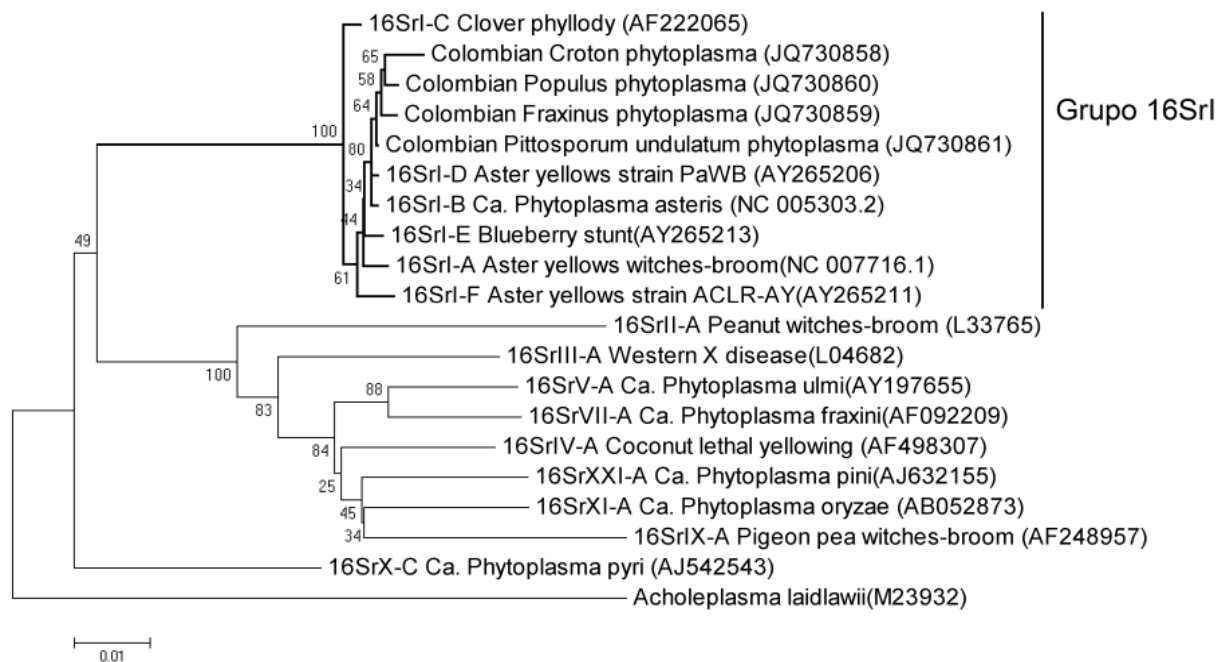 16SrI-C Clover phyllody (AF222065)
65
Colombian Croton phytoplasma (JQ730858)
58
Colombian Populus phytoplasma (JQ730860)
64
Colombian Fraxinus phytoplasma (JQ730859)
Grupo 16SrI
100
80
Colombian Pittosporum undulatum phytoplasma (JQ730861)
16SrI-D Aster yellows strain PaWB (AY265206)
34
16SrI-B Ca. Phytoplasma asteris (NC 005303.2)
44
16SrI-E Blueberry stunt(AY265213)
49
16SrI-A Aster yellows witches-broom(NC 007716.1)
61
16SrI-F Aster yellows strain ACLR-AY(AY265211)
16SrII-A Peanut witches-broom (L33765)
16SrIII-A Western X disease(L04682)
100
88
16SrV-A Ca. Phytoplasma ulmi(AY197655)
83
16SrVII-A Ca. Phytoplasma fraxini(AF092209)
84
16SrIV-A Coconut lethal yellowing (AF498307)
25
16SrXXI-A Ca. Phytoplasma pini(AJ632155)
45
16SrXI-A Ca. Phytoplasma oryzae (AB052873)
34
16SrIX-A Pigeon pea witches-broom (AF248957)
16SrX-C Ca. Phytoplasma pyri (AJ542543)
Acholeplasma laidlawii(M23932)
0.01